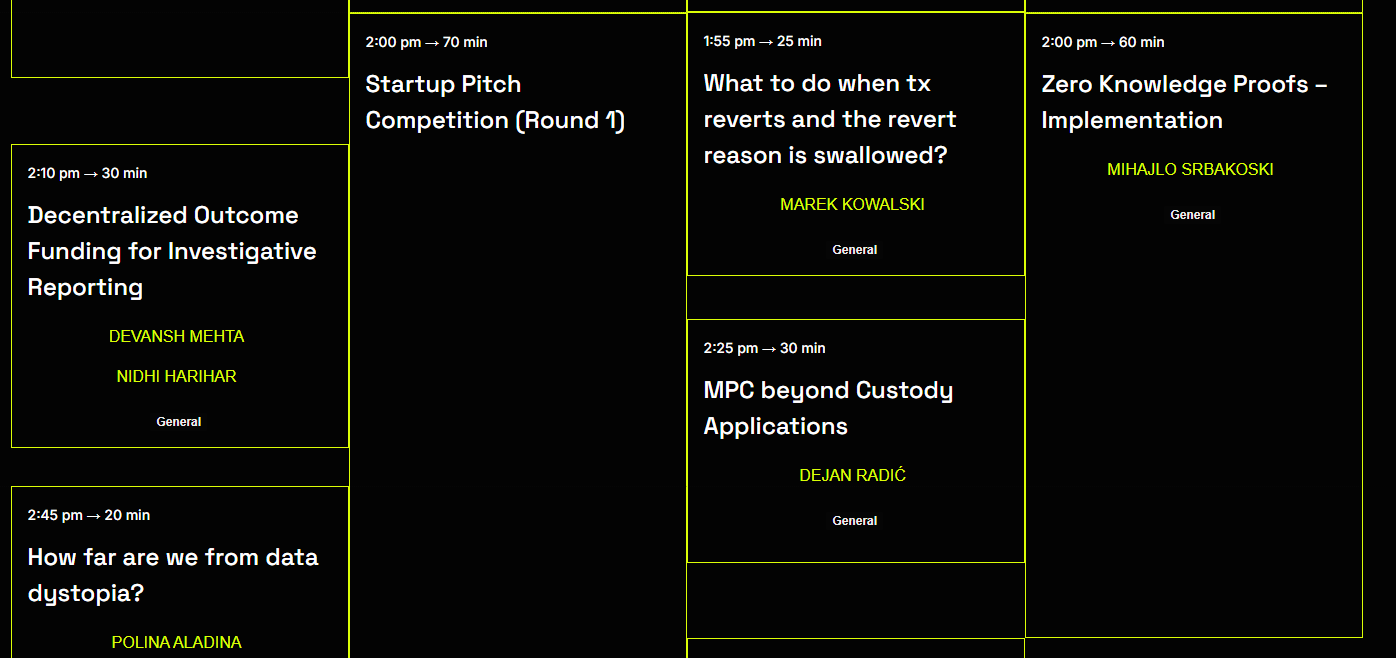 2:10 pm → 30 min
Decentralized Outcome
Funding for Investigative
Reporting
DEVANSH MEHTA
NIDHI HARIHAR
General
2:45 pm → 20 min
How far are we from data
dystopia?
POLINA ALADINA
2:00 pm → 70 min
Startup Pitch
Competition (Round 1)
1:55 pm → 25 min
What to do when tx
reverts and the revert
reason is swallowed?
MAREK KOWALSKI
General
2:25 pm → 30 min
MPC beyond Custody
Applications
DEJAN RADIĆ
General
2:00 pm → 60 min
Zero Knowledge Proofs –
Implementation
MIHAJLO SRBAKOSKI
General